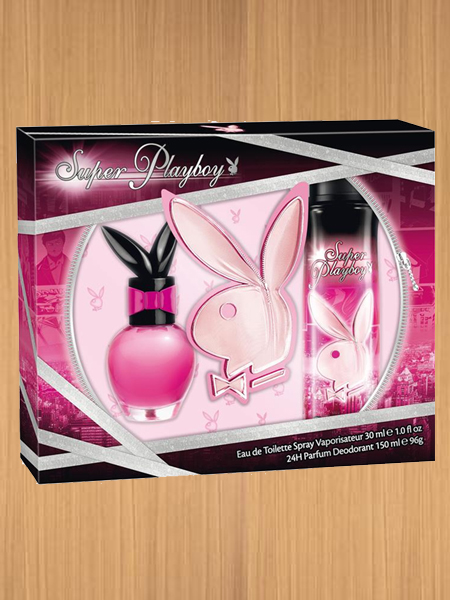 Super Playboy
Super
Playboy
Eau de Toilette Spray Vaporisateur 30 ml ℮ 1.0 fl oz
24H Parfum Deodorant 150 ml ℮ 96g